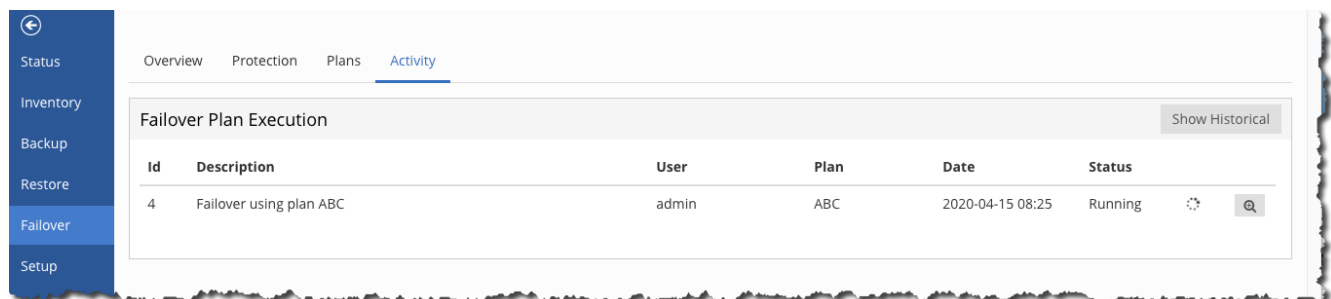 Status
Inventory
Backup
Restore
Failover
Setup
Overview Protection Plans Activity
Failover Plan Execution Show Historical
Id Description User Plan Date Status
4 Failover using plan ABC admin ABC 2020-04-15 08:25 Running